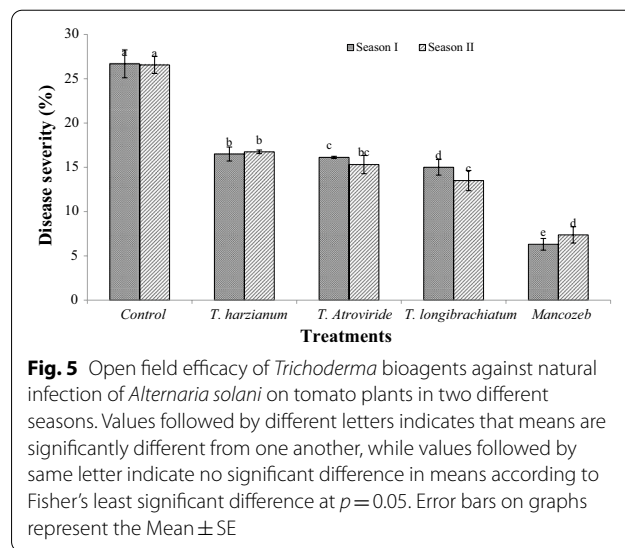 30
25
20
15
10
5
0
Disease severity (%)
Season I Season II
a a b b c bc d c e d
Control T. harzianum T. Atroviride T. longibrachiatum Mancozeb
Treatments
Fig. 5 Open field efficacy of Trichoderma bioagents against natural
infection of Alternaria solani on tomato plants in two different
seasons. Values followed by different letters indicates that means are
significantly different from one another, while values followed by
same letter indicate no significant difference in means according to
Fisher's least significant difference at p = 0.05. Error bars on graphs
represent the Mean ± SE